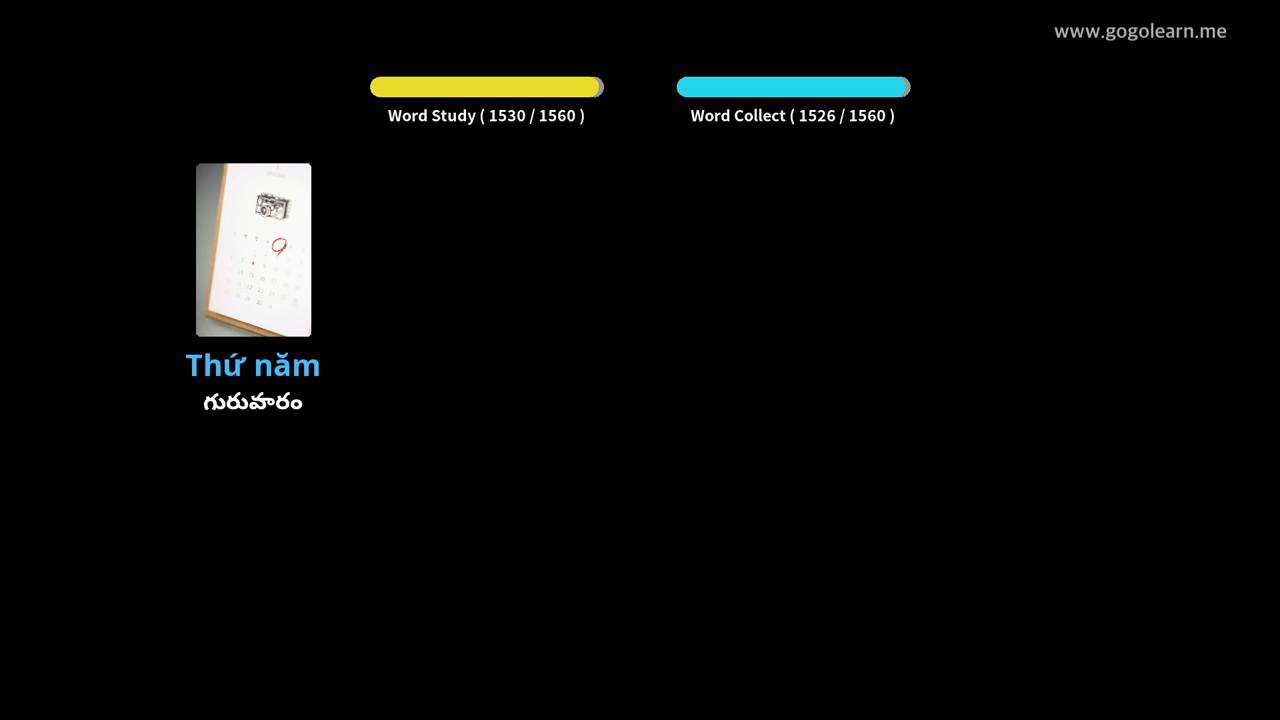 www.gogolearn.me
Word Study ( 1530 / 1560 )
Word Collect ( 1526 / 1560 )
Thứ năm
గురువారం